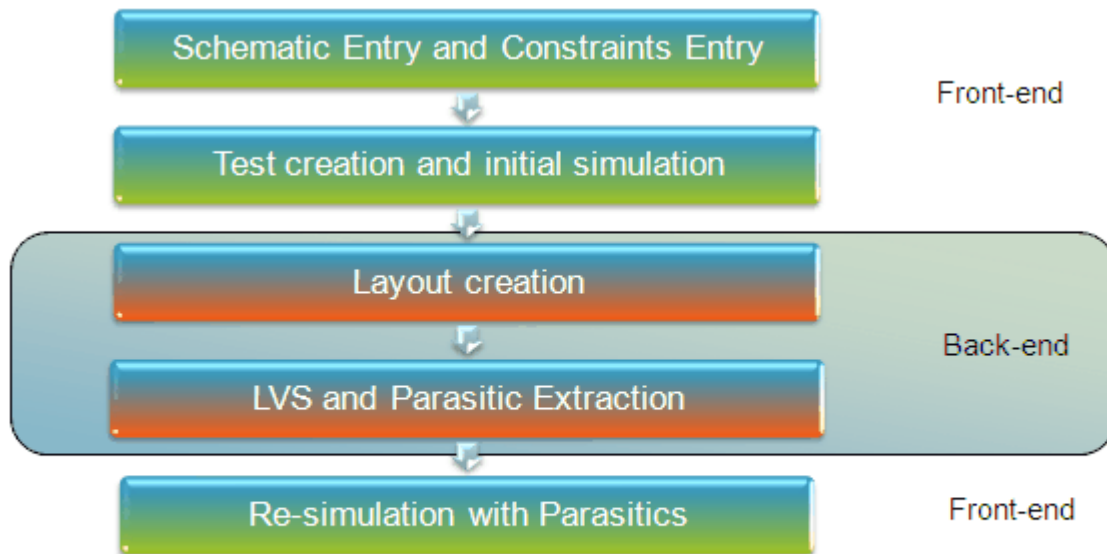 Schematic Entry and Constraints Entry
Front-end
Test creation and initial simulation
Layout creation
Back-end
LVS and Parasitic Extraction
Re-simulation with Parasitics
Front-end